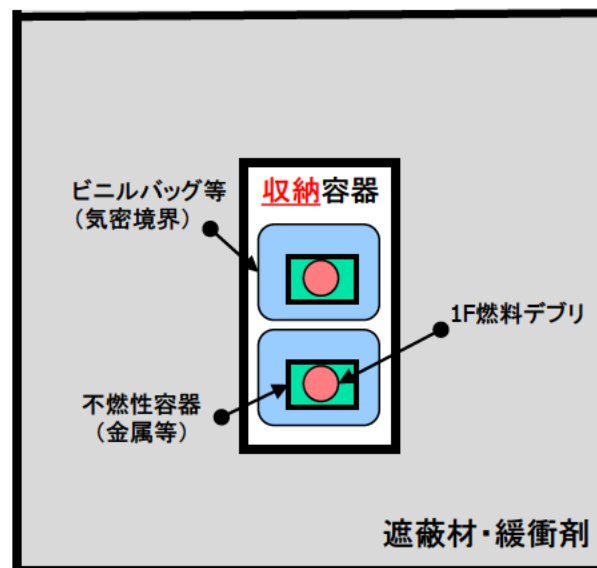 ビニルバッグ等
（気密境界）
収納容器
1F燃料デブリ
不燃性容器
（金属等）
遮蔽材・緩衝剤